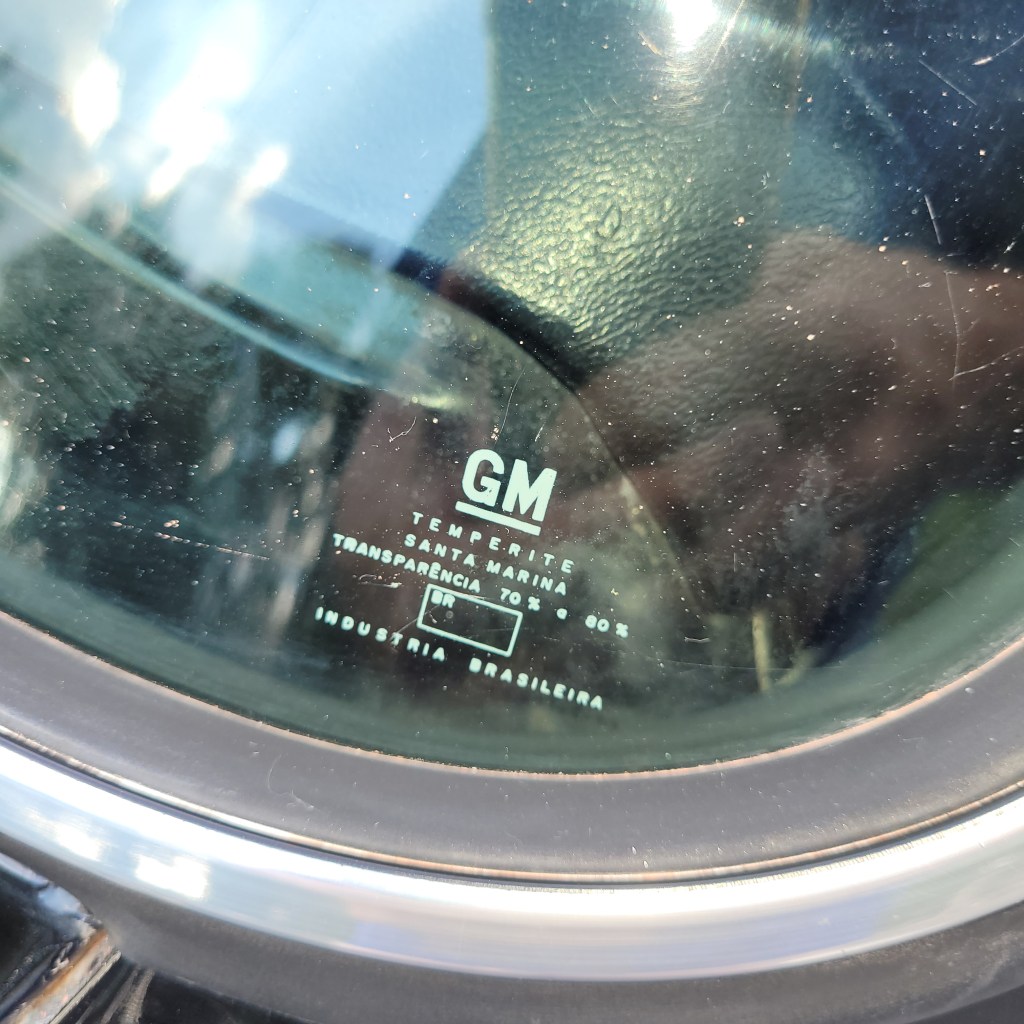 GM
TEMPERITE
SANTA MARINA
TRANSPARÊNCIA 70% a 80%
BR
INDUSTRIA BRASILEIRA